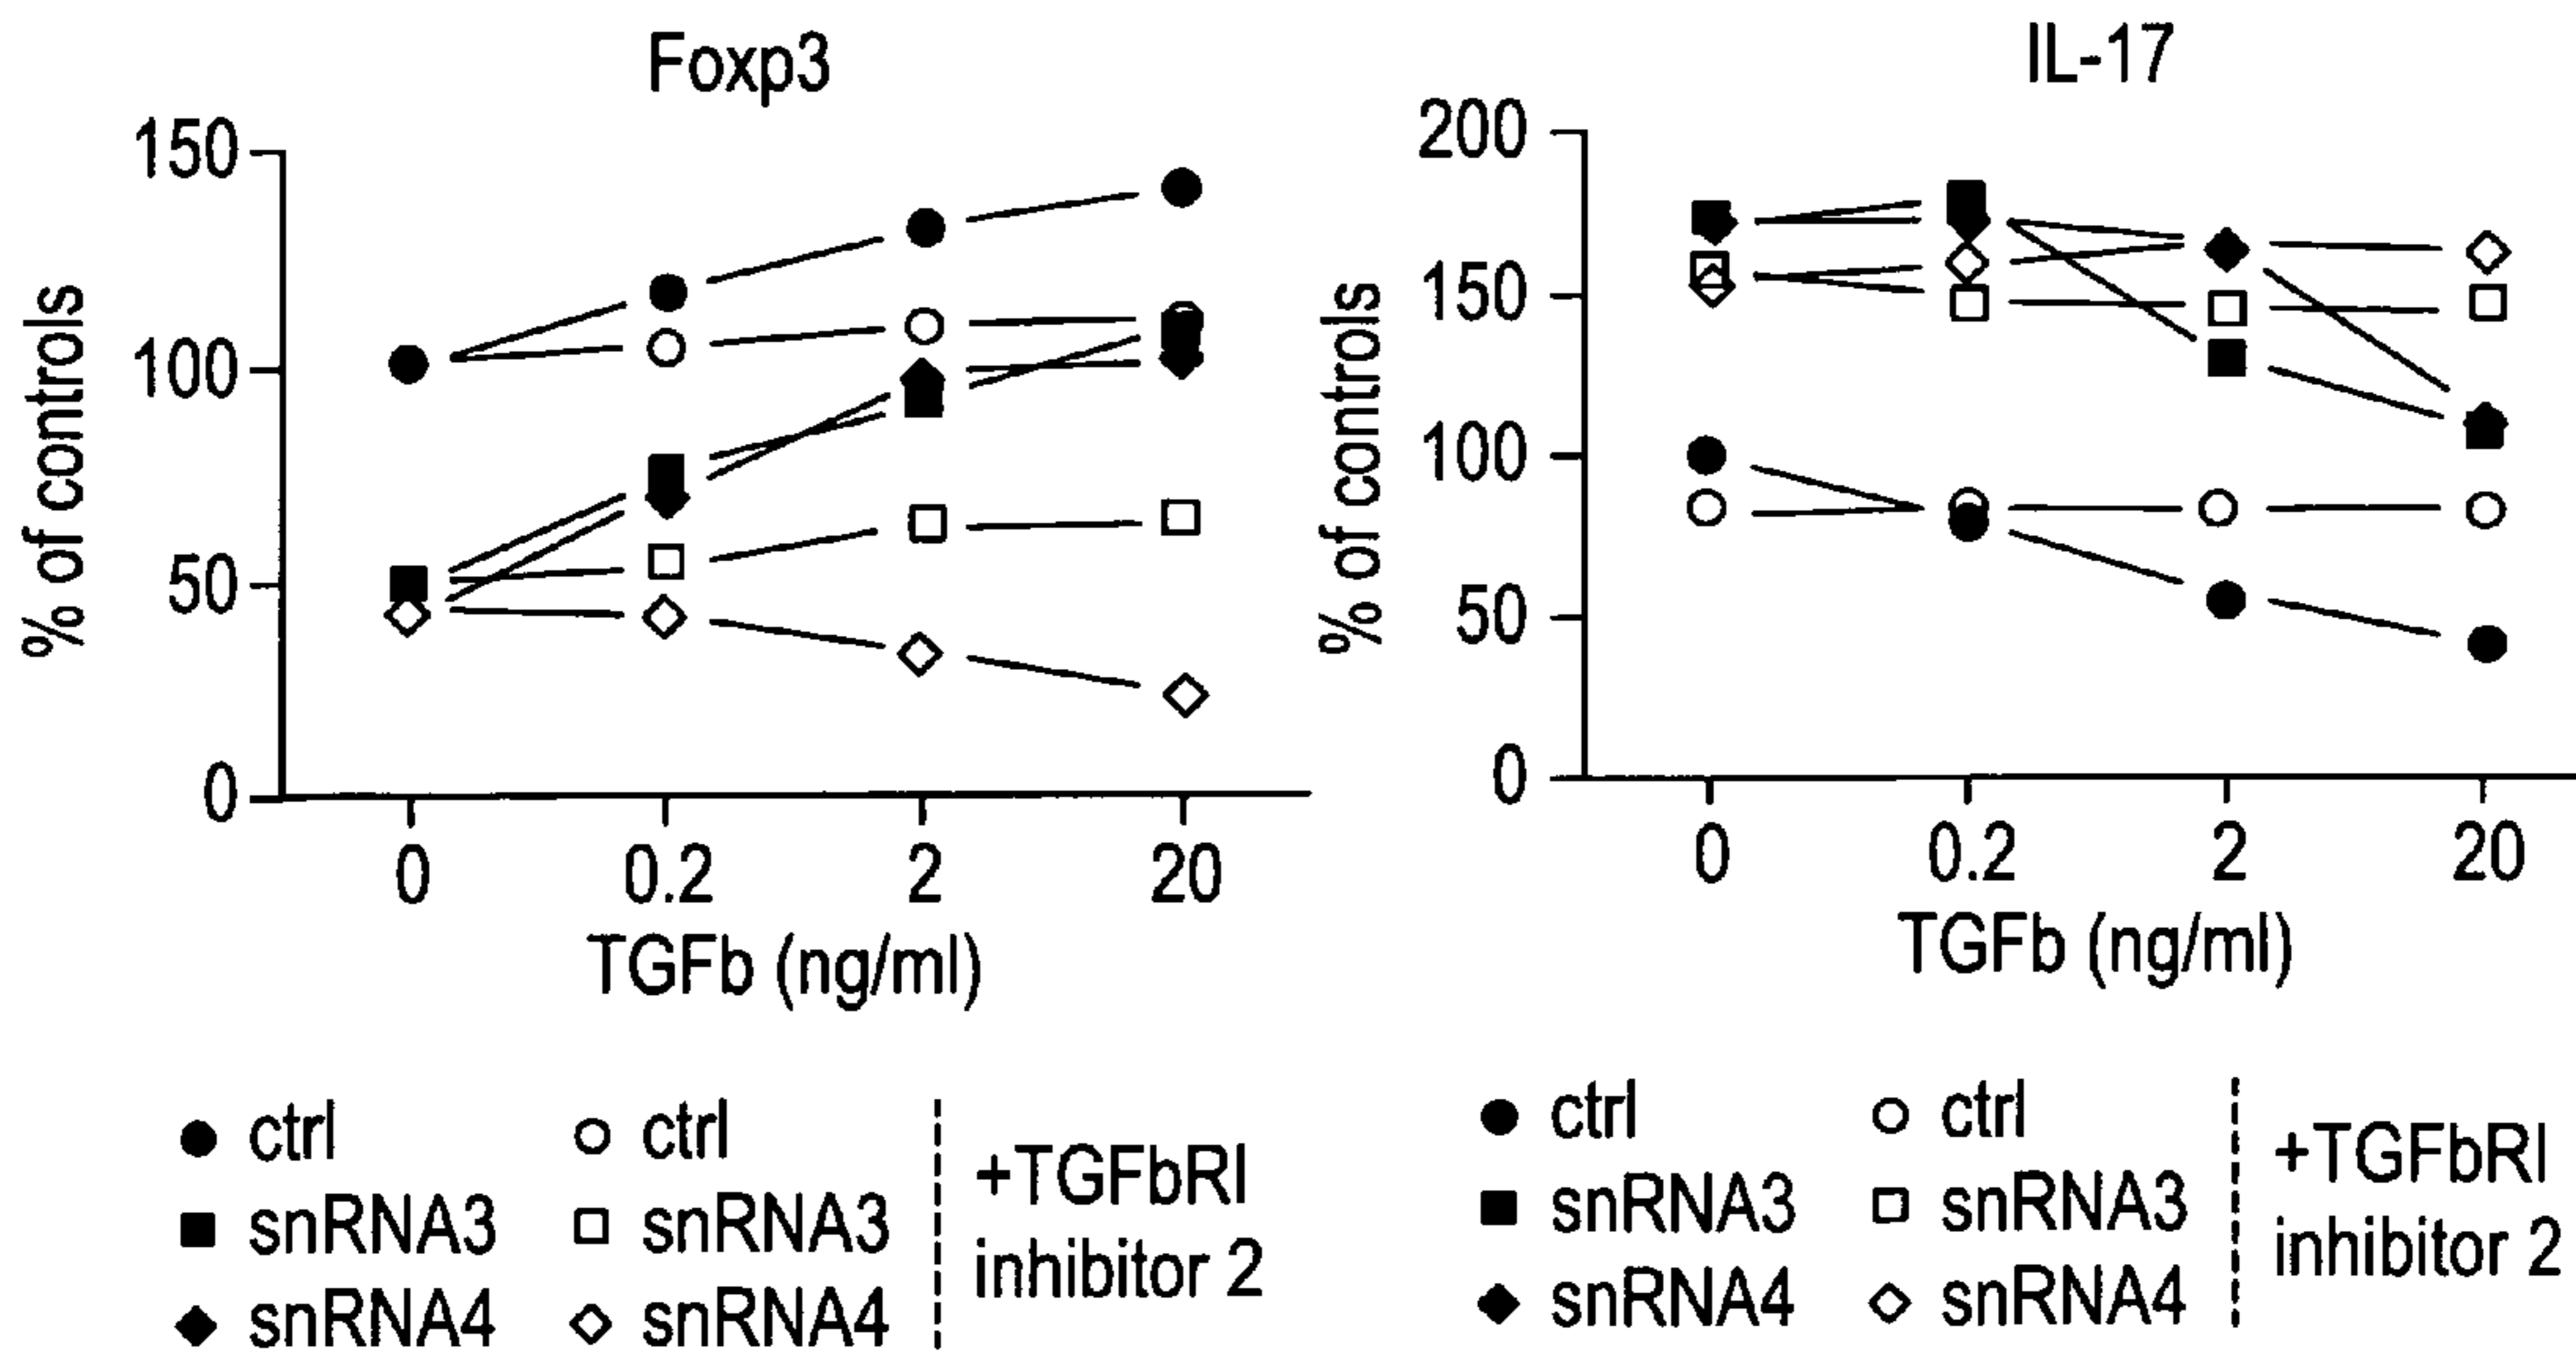 Foxp3
% of controls
150
100
50
0
0 0.2 2 20
TGFb (ng/ml)
ctrl ctrl
snRNA3 snRNA3
snRNA4 snRNA4
+TGFbRI
inhibitor 2
IL-17
% of controls
200
150
100
50
0
0 0.2 2 20
TGFb (ng/ml)
ctrl ctrl
snRNA3 snRNA3
snRNA4 snRNA4
+TGFbRI
inhibitor 2